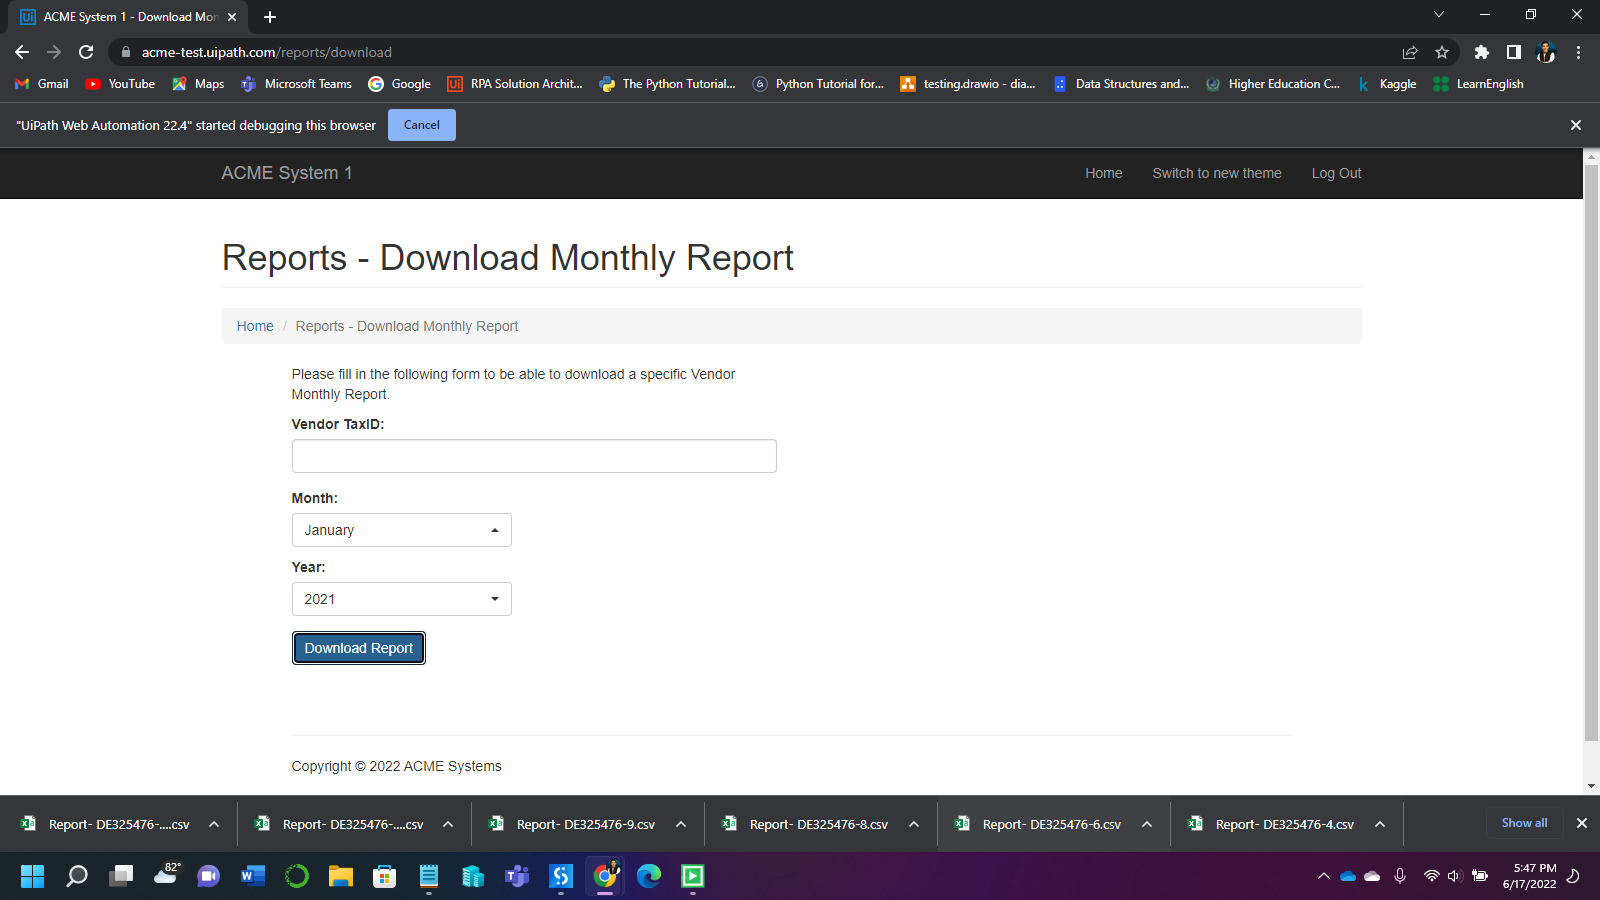 ACME System 1 - Download Mon
acme-test.uipath.com/reports/download
Gmail YouTube Maps Microsoft Teams Google RPA Solution Archit... The Python Tutorial... Python Tutorial for... testing.drawio - dia... Data Structures and... Higher Education C... Kaggle LearnEnglish
"UiPath Web Automation 22.4" started debugging this browser Cancel
ACME System 1 Home Switch to new theme Log Out
Reports - Download Monthly Report
Home / Reports - Download Monthly Report
Please fill in the following form to be able to download a specific Vendor
Monthly Report.
Vendor TaxID:
Month:
January
Year:
2021
Download Report
Copyright © 2022 ACME Systems
Report- DE325476-....csv Report- DE325476-....csv Report- DE325476-9.csv Report- DE325476-8.csv Report- DE325476-6.csv Report- DE325476-4.csv Show all
82°
5:47 PM
6/17/2022